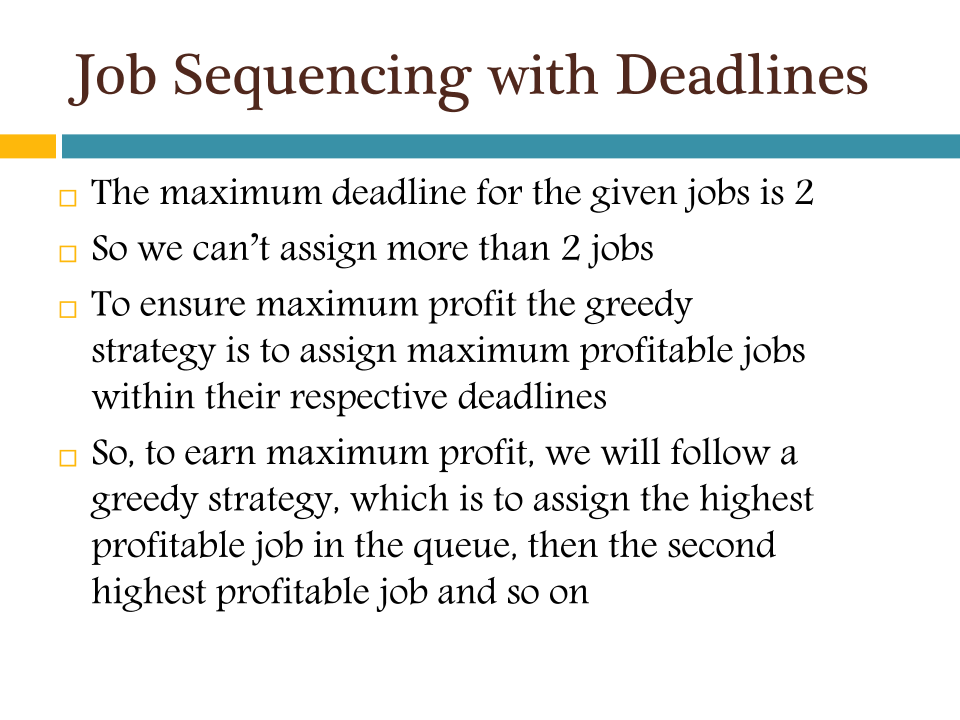 Job Sequencing with Deadlines
The maximum deadline for the given jobs is 2
So we can’t assign more than 2 jobs
To ensure maximum profit the greedy
strategy is to assign maximum profitable jobs
within their respective deadlines
So, to earn maximum profit, we will follow a
greedy strategy, which is to assign the highest
profitable job in the queue, then the second
highest profitable job and so on